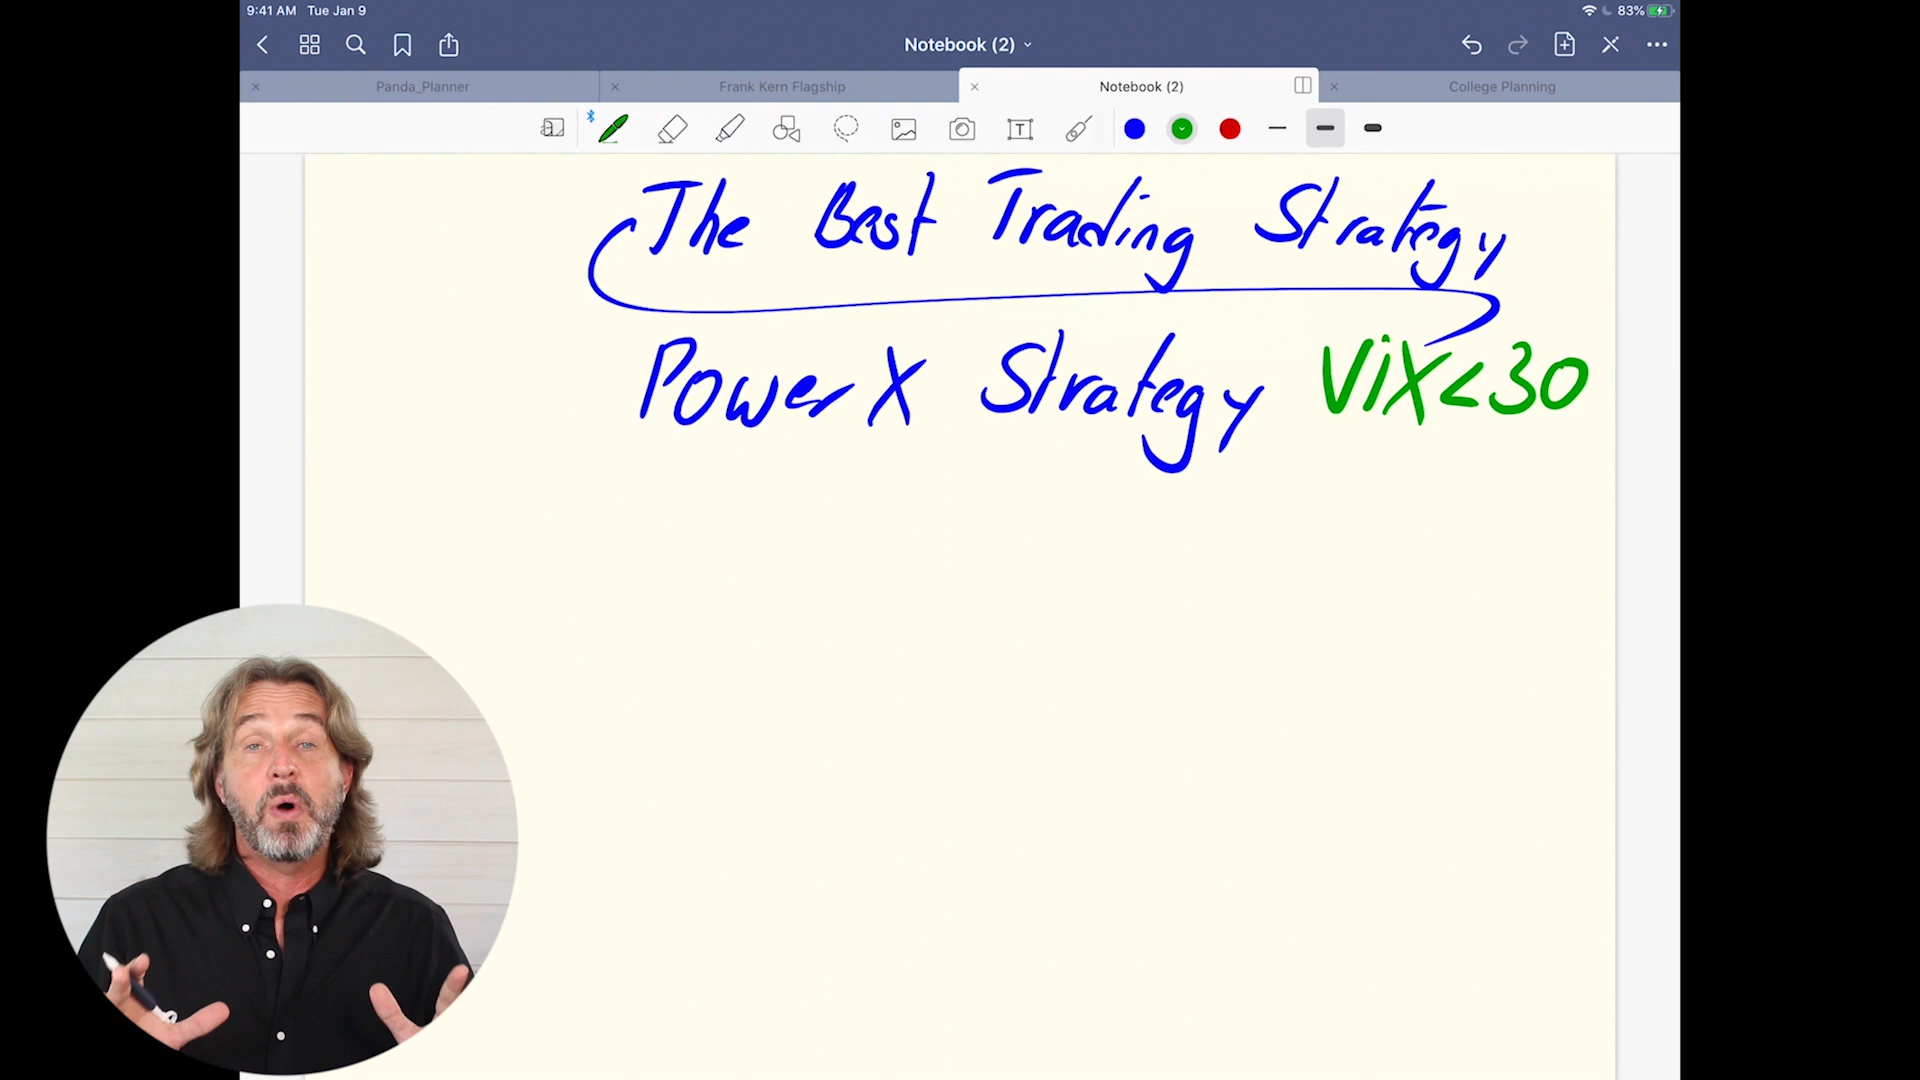 9:41 AM Tue Jan 9 83%
Notebook (2)
Panda_Planner Frank Kern Flagship Notebook (2) College Planning
The Best Trading Strategy
PowerX Strategy ViX<30